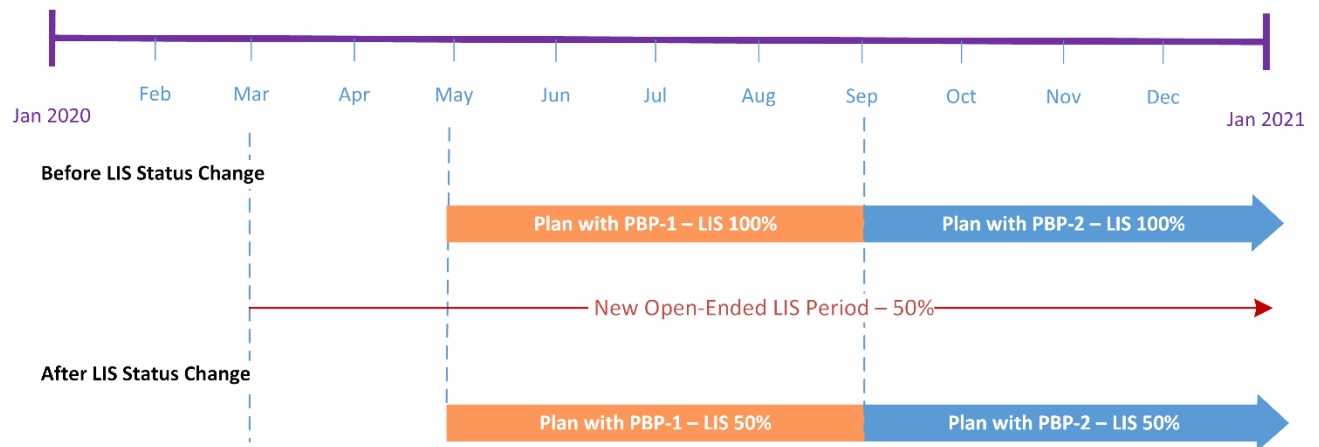 Feb Mar Apr May Jun Jul Aug Sep Oct Nov Dec
Jan 2020 Jan 2021
Before LIS Status Change
Plan with PBP-1 – LIS 100% Plan with PBP-2 – LIS 100%
New Open-Ended LIS Period – 50%
After LIS Status Change
Plan with PBP-1 – LIS 50% Plan with PBP-2 – LIS 50%